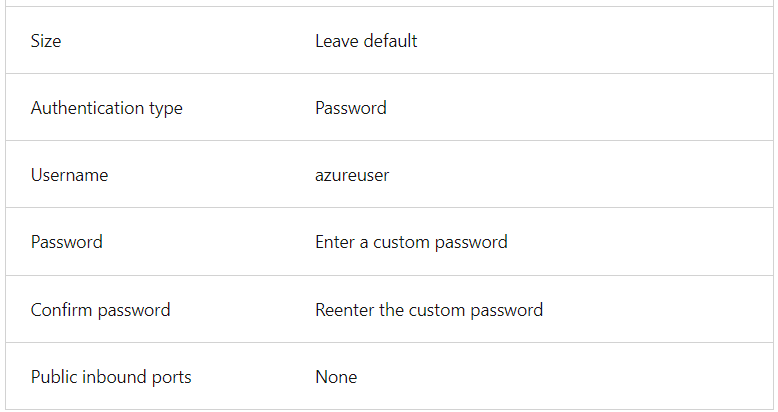 Size Leave default
Authentication type Password
Username azureuser
Password Enter a custom password
Confirm password Reenter the custom password
Public inbound ports None